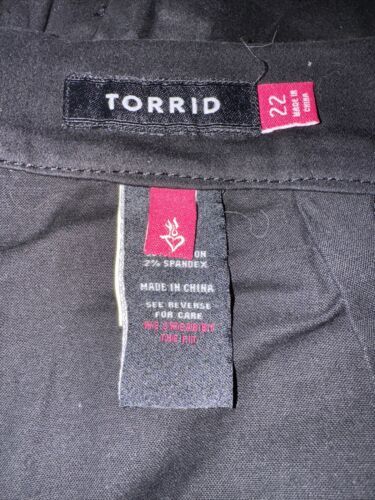 TORRID
22
MADE IN
CHINA
2% SPANDEX
MADE IN CHINA
SEE REVERSE
FOR CARE
WE SWEAR BY
THE FIT.